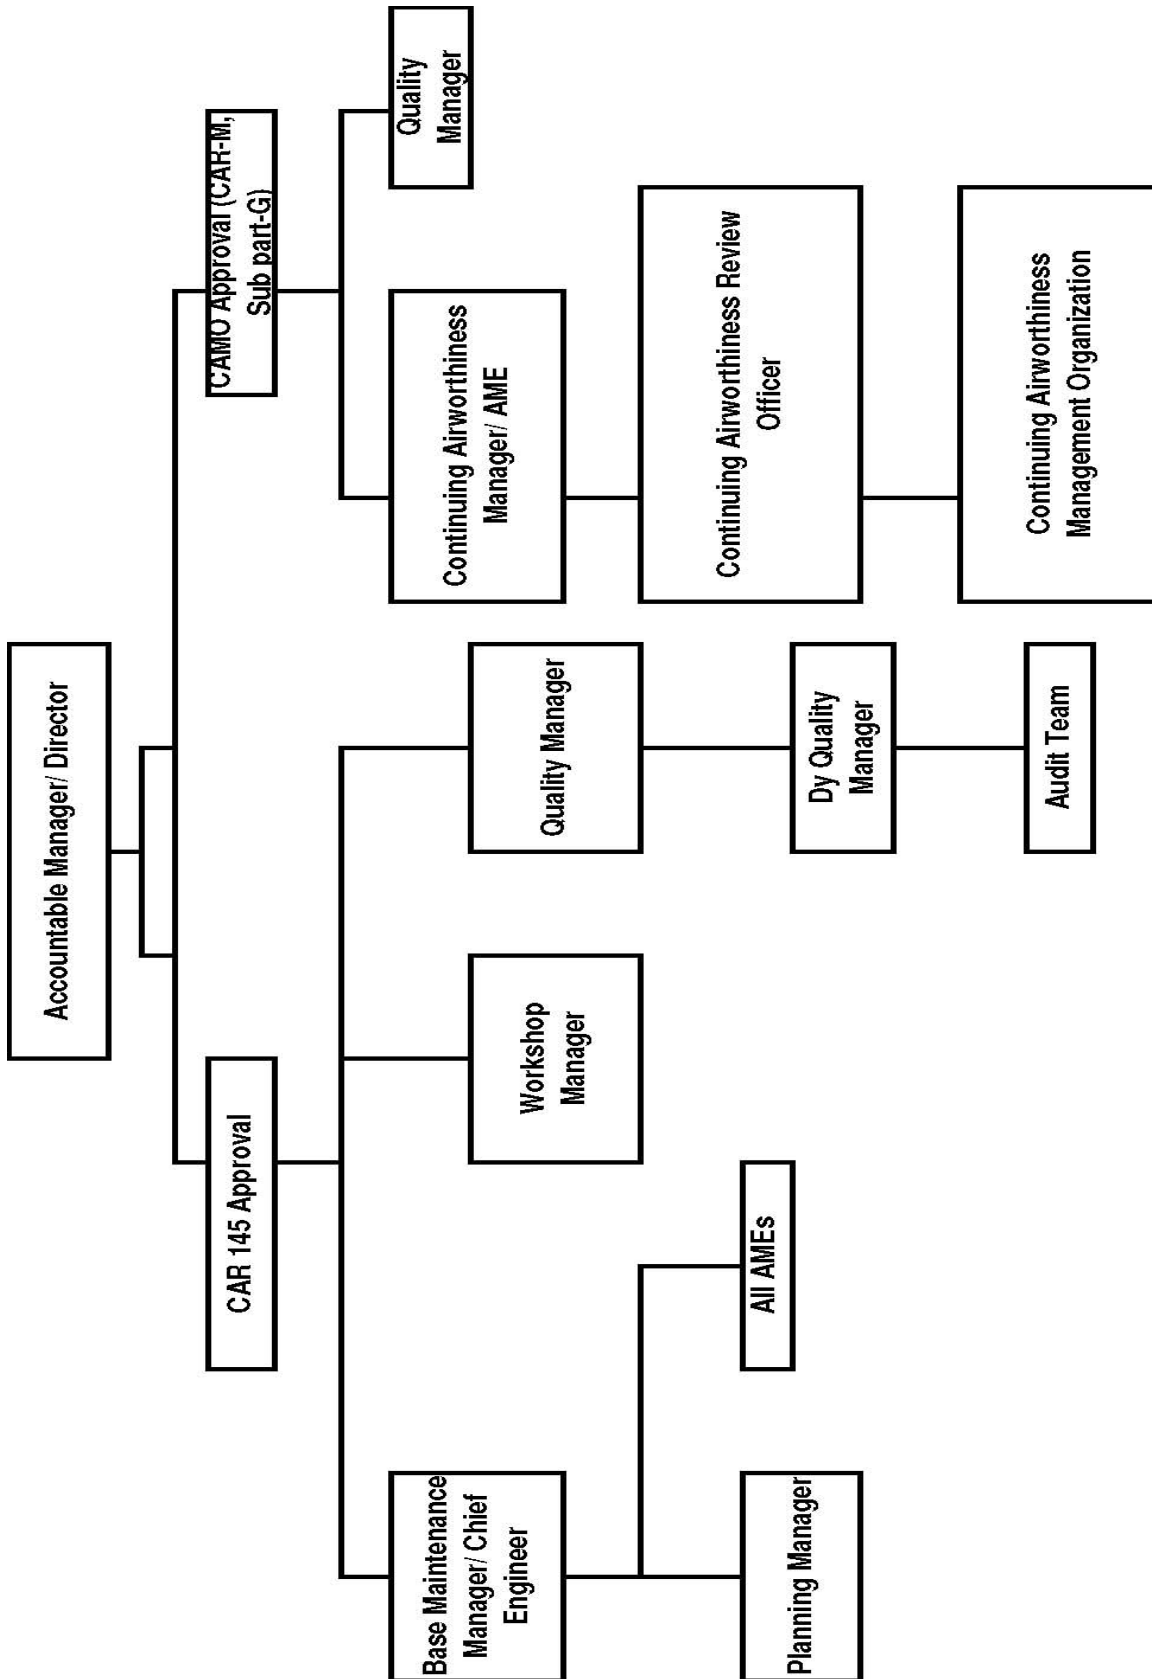 Accountable Manager/ Director
CAR 145 Approval
CAMO Approval (CAR-M,
Sub part-G)
Base Maintenance
Manager/ Chief
Engineer
Workshop
Manager
Quality Manager
Continuing Airworthiness
Manager/ AME
Quality
Manager
Planning Manager
All AMEs
Dy Quality
Manager
Continuing Airworthiness Review
Officer
Audit Team
Continuing Airworthiness
Management Organization